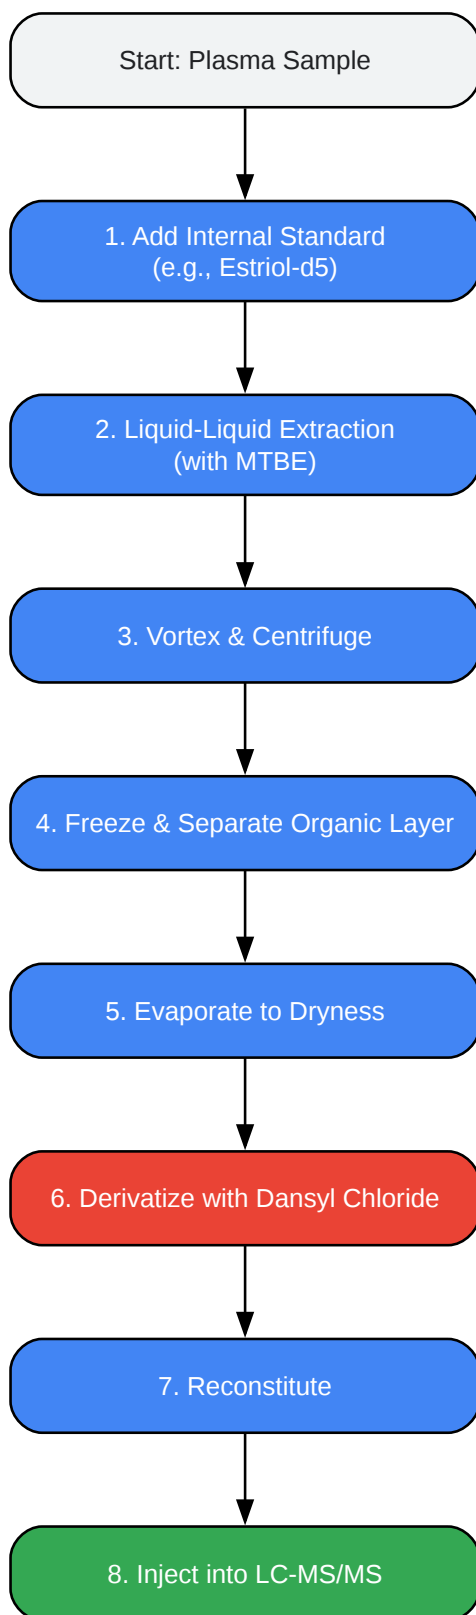 Start: Plasma Sample
1. Add Internal Standard
(e.g., Estriol-d5)
2. Liquid-Liquid Extraction
(with MTBE)
3. Vortex & Centrifuge
4. Freeze & Separate Organic Layer
5. Evaporate to Dryness
6. Derivatize with Dansyl Chloride
7. Reconstitute
8. Inject into LC-MS/MS